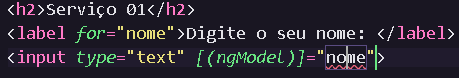 <h2>Serviço 01</h2>
<label for="nome">Digite o seu nome: </label>
<input type="text" [(ngModel)]="nome">